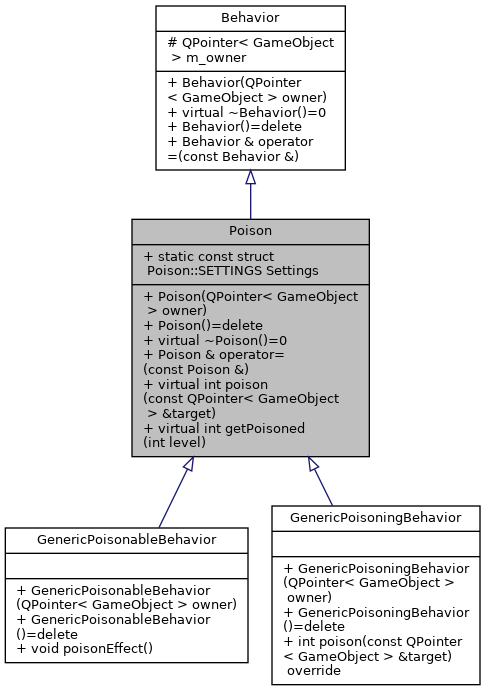 Behavior
# QPointer< GameObject
> m_owner
+ Behavior(QPointer
< GameObject > owner)
+ virtual ~Behavior()=0
+ Behavior()=delete
+ Behavior & operator
=(const Behavior &)
Poison
+ static const struct
Poison::SETTINGS Settings
+ Poison(QPointer< GameObject
> owner)
+ Poison()=delete
+ virtual ~Poison()=0
+ Poison & operator=
(const Poison &)
+ virtual int poison
(const QPointer< GameObject
> &target)
+ virtual int getPoisoned
(int level)
GenericPoisonableBehavior
+ GenericPoisonableBehavior
(QPointer< GameObject > owner)
+ GenericPoisonableBehavior
()=delete
+ void poisonEffect()
GenericPoisoningBehavior
+ GenericPoisoningBehavior
(QPointer< GameObject >
owner)
+ GenericPoisoningBehavior
()=delete
+ int poison(const QPointer
< GameObject > &target)
override